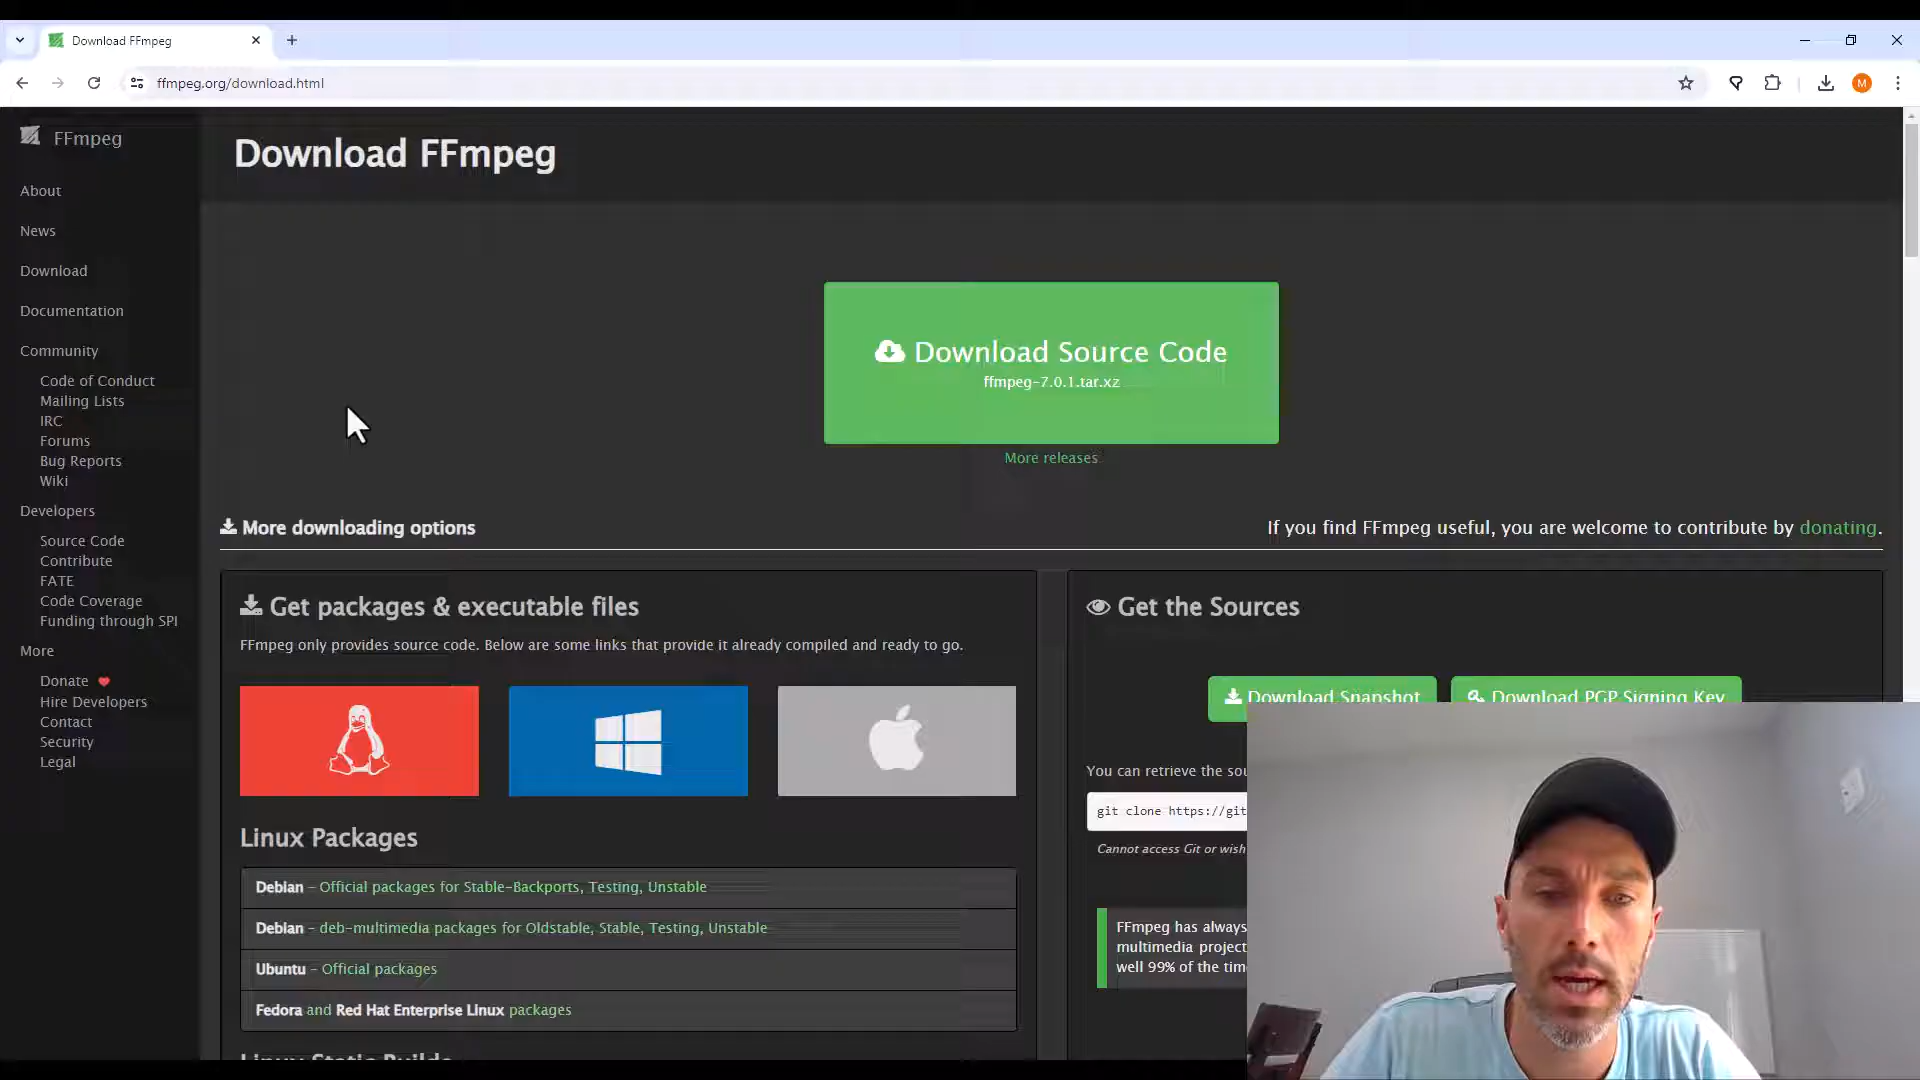 Download FFmpeg
ffmpeg.org/download.html
M
FFmpeg
About
News
Download
Documentation
Community
Code of Conduct
Mailing Lists
IRC
Forums
Bug Reports
Wiki
Developers
Source Code
Contribute
FATE
Code Coverage
Funding through SPI
More
Donate
Hire Developers
Contact
Security
Legal
Download FFmpeg
Download Source Code
ffmpeg-7.0.1.tar.xz
More releases
More downloading options
If you find FFmpeg useful, you are welcome to contribute by donating.
Get packages & executable files
FFmpeg only provides source code. Below are some links that provide it already compiled and ready to go.
Linux Packages
Debian – Official packages for Stable-Backports, Testing, Unstable
Debian – deb-multimedia packages for Oldstable, Stable, Testing, Unstable
Ubuntu – Official packages
Fedora and Red Hat Enterprise Linux packages
Linux Static Builds
Get the Sources
Download Snapshot
Download PGP Signing Key
You can retrieve the sou
git clone https://git
Cannot access Git or wish
FFmpeg has always
multimedia project
well 99% of the time